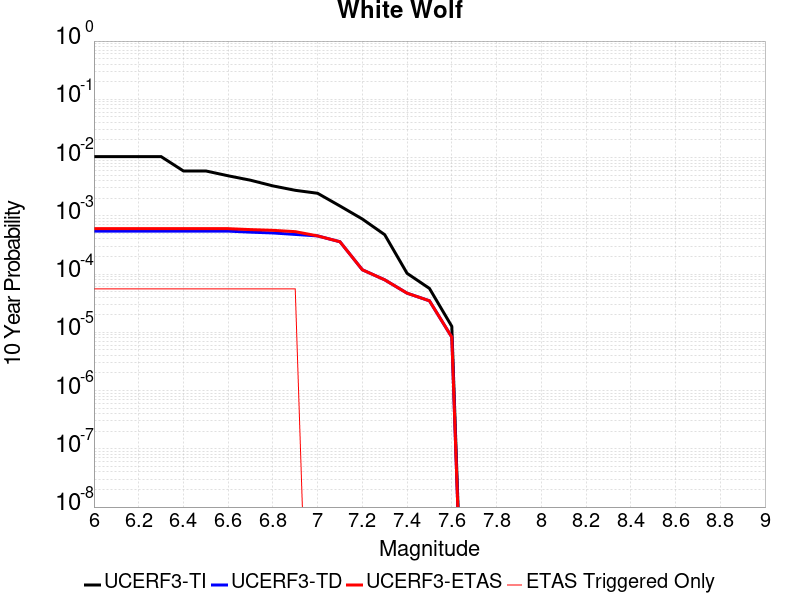 White Wolf
10 0
10 -1
10 -2
10 -3
10 -4
10 -5
10 -6
10 -7
10 -8
10 Year Probability
6 6.2 6.4 6.6 6.8 7 7.2 7.4 7.6 7.8 8 8.2 8.4 8.6 8.8 9
Magnitude
UCERF3-TI UCERF3-TD UCERF3-ETAS ETAS Triggered Only